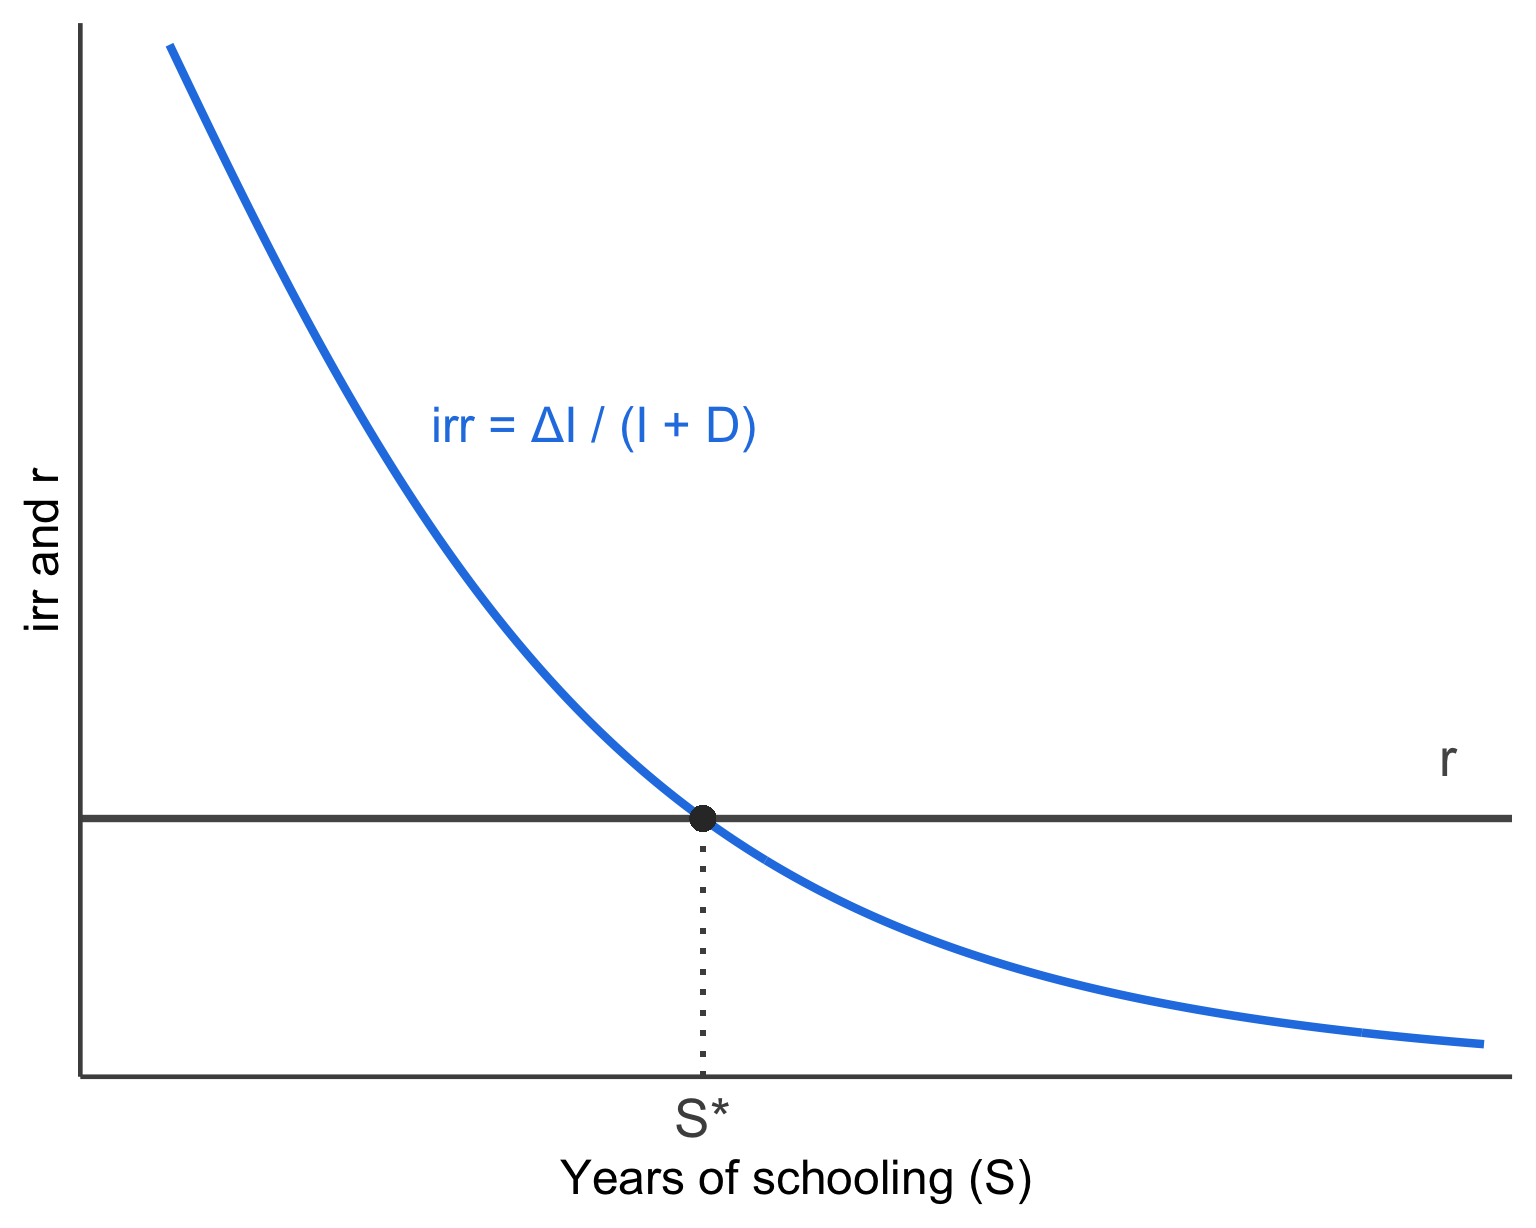 irr and r
irr = ΔI / (I + D)
r
S*
Years of schooling (S)